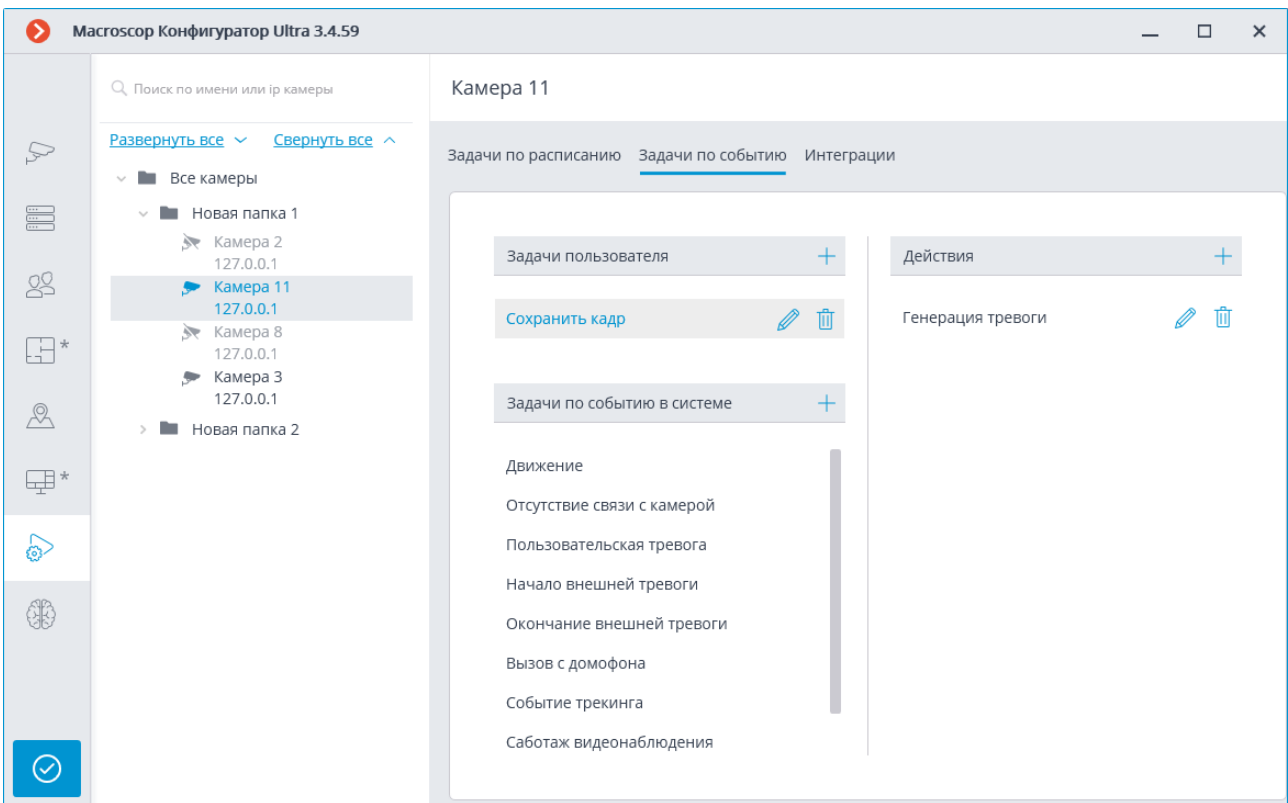 Macroscop Конфигуратор Ultra 3.4.59
Поиск по имени или ip камеры
Развернуть все
Свернуть все
Все камеры
Новая папка 1
Камера 2
127.0.0.1
Камера 11
127.0.0.1
Камера 8
127.0.0.1
Камера 3
127.0.0.1
Новая папка 2
*
*
Камера 11
Задачи по расписанию
Задачи по событию
Интеграции
Задачи пользователя
Сохранить кадр
Задачи по событию в системе
Движение
Отсутствие связи с камерой
Пользовательская тревога
Начало внешней тревоги
Окончание внешней тревоги
Вызов с домофона
Событие трекинга
Саботаж видеонаблюдения
Действия
Генерация тревоги